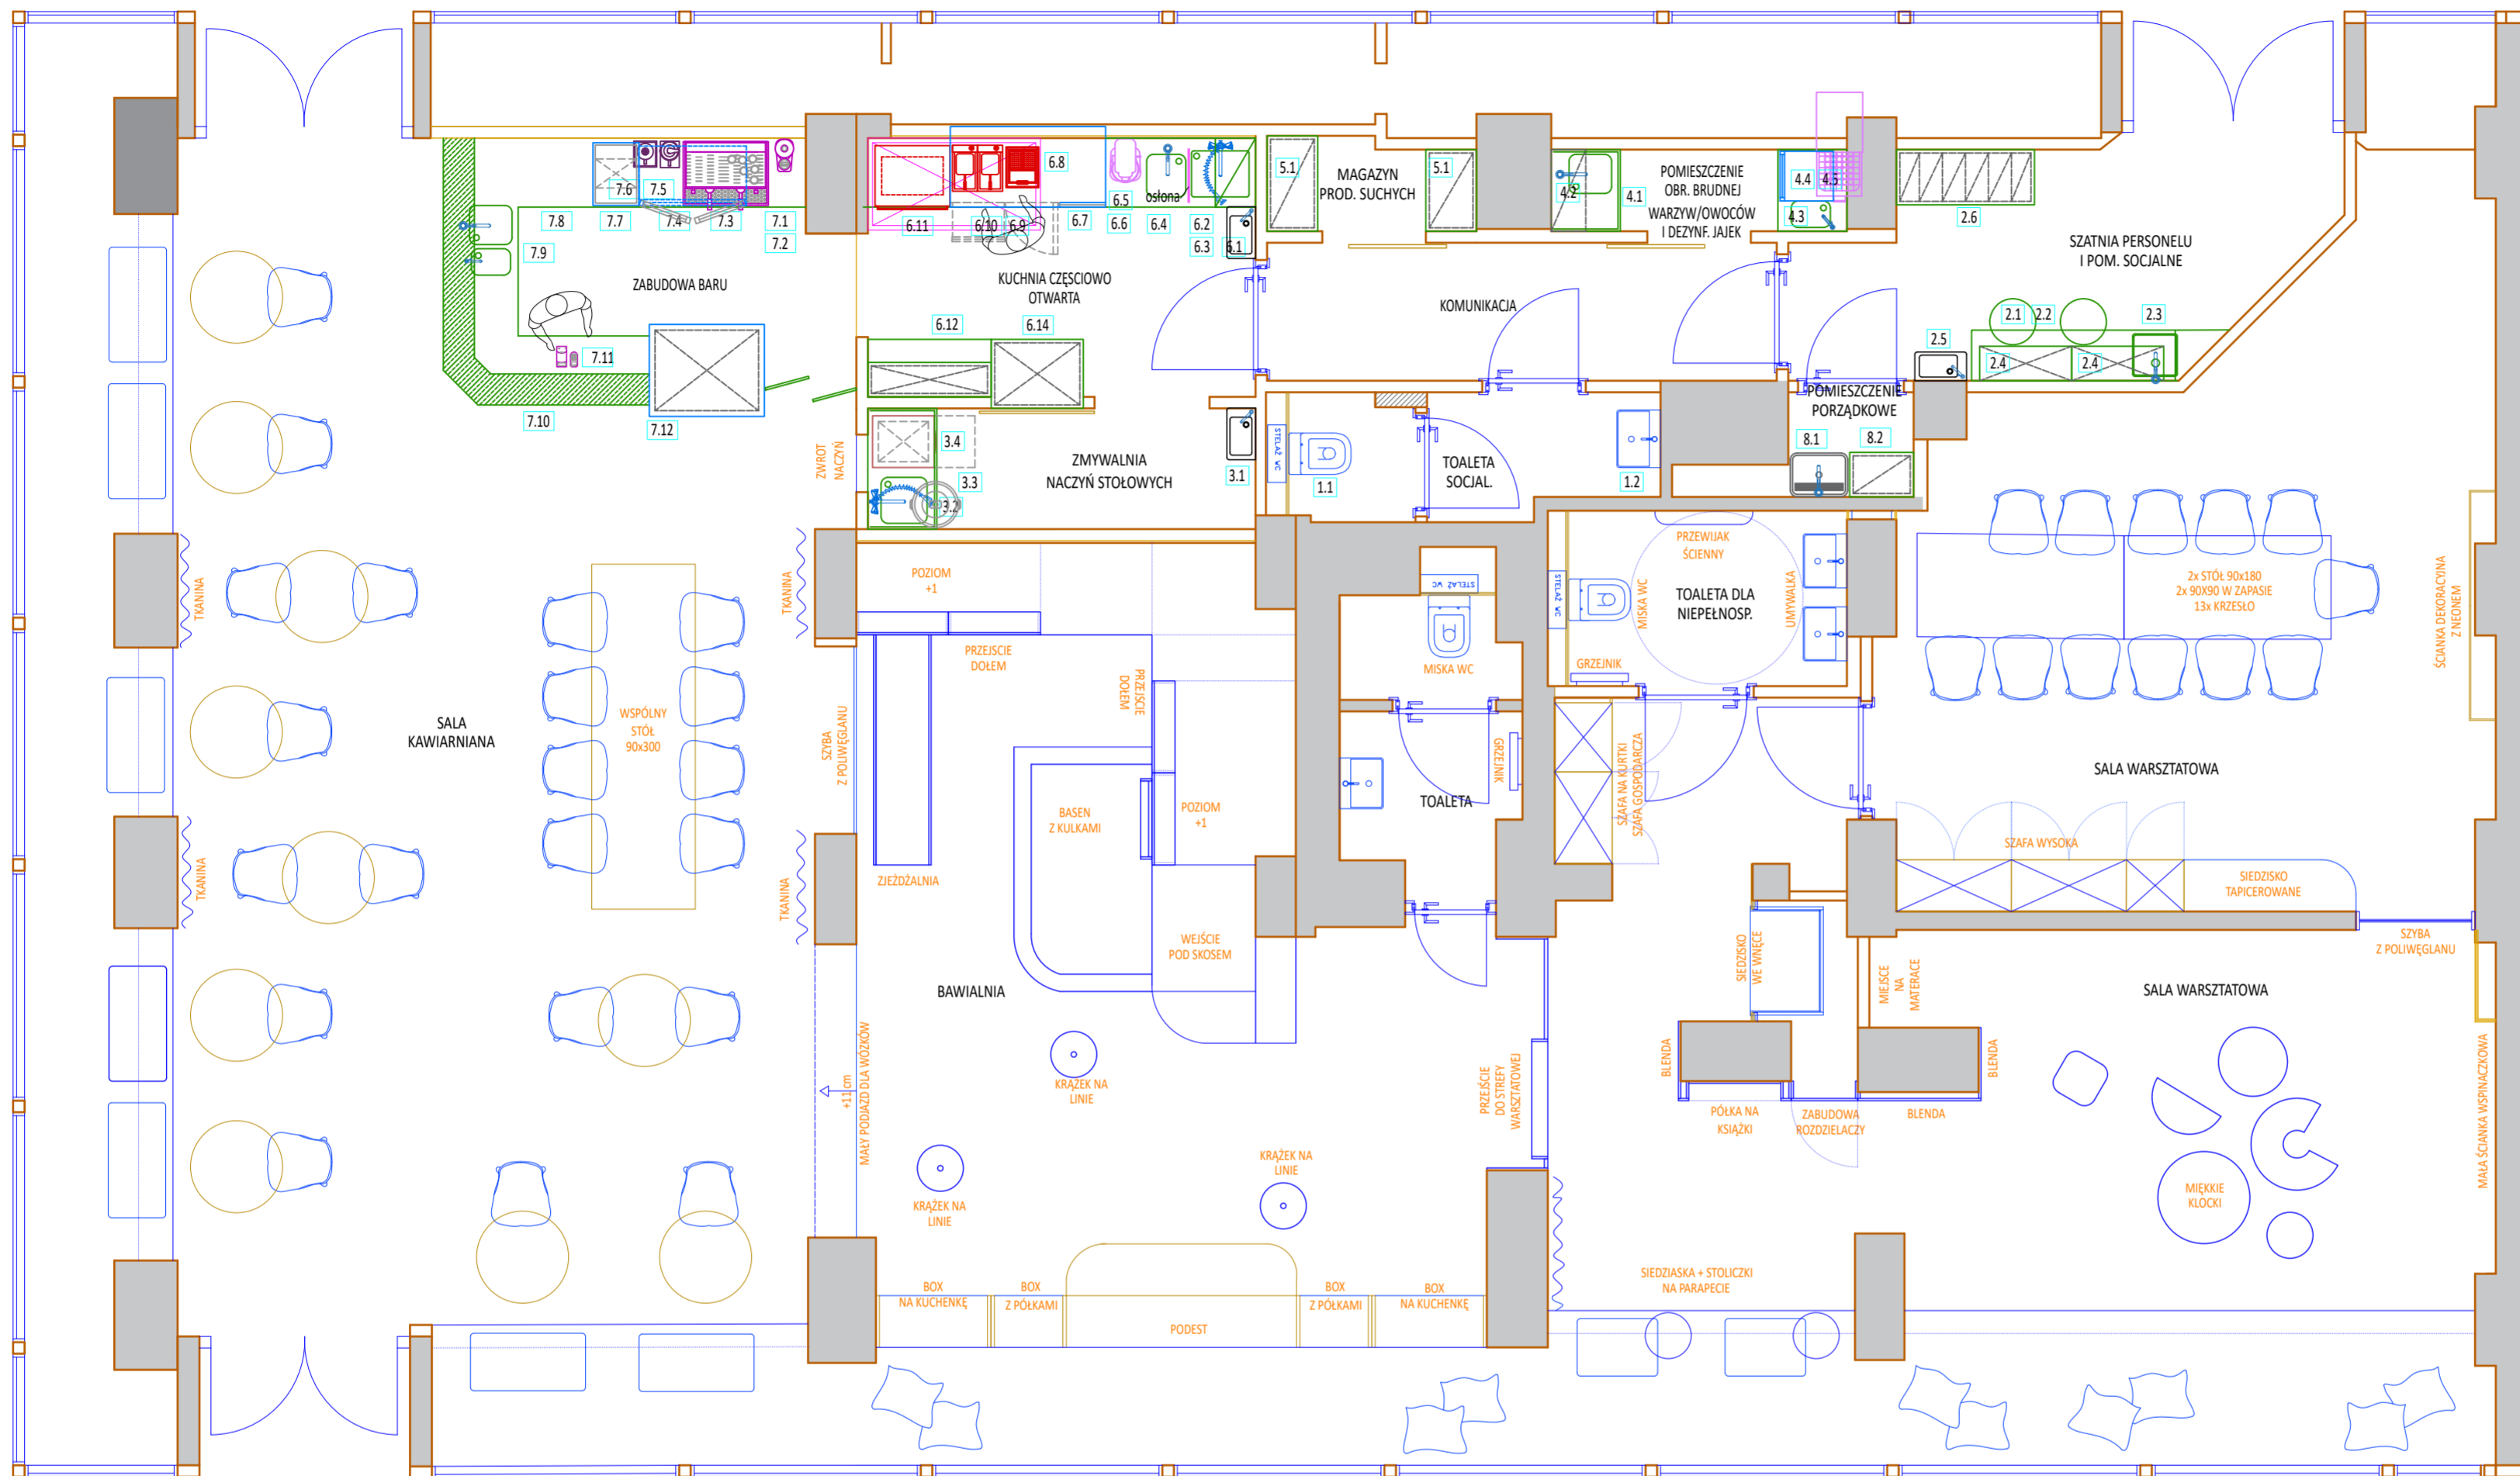 5.1
MAGAZYN
PROD. SUCHYCH
5.1
4.2
4.1
POMIESZCZENIE
OBR. BRUDNEJ
WARZYW/OWOCÓW
I DEZYNF. JAJEK
4.4
4.5
4.3
2.6
SZATNIA PERSONELU
I POM. SOCJALNE
7.6
7.5
7.8
7.7
7.4
7.3
7.1
7.2
7.9
ZABUDOWA BARU
7.11
7.10
7.12
6.8
6.5
osłona
6.11
6.10
6.9
6.7
6.6
6.4
6.2
6.3
6.1
KUCHNIA CZĘSCIOWO
OTWARTA
6.12
6.14
KOMUNIKACJA
2.1
2.2
2.3
2.5
2.4
2.4
POMIESZCZENIE
PORZĄDKOWE
8.1
8.2
ZWROT
NACZYŃ
3.4
3.3
3.2
ZMYWALNIA
NACZYŃ STOŁOWYCH
3.1
STELAŻ WC
1.1
TOALETA
SOCJAL.
1.2
TKANINA
TKANINA
POZIOM
+1
PRZEJSCIE
DOŁEM
PRZEJSCIE
DOŁEM
STELAŻ WC
MISKA WC
STELAŻ WC
MISKA WC
PRZEWIJAK
ŚCIENNY
TOALETA DLA
NIEPEŁNOSP.
UMYWALKA
GRZEJNIK
2x STÓŁ 90x180
2x 90X90 W ZAPASIE
13x KRZESŁO
ŚCIANKA DEKORACYJNA
Z NEONEM
SALA
KAWIARNIANA
WSPÓLNY
STÓŁ
90x300
SZYBA
Z POLIWĘGLANU
TKANINA
TKANINA
ZJEŻDŻALNIA
BASEN
Z KULKAMI
POZIOM
+1
WEJŚCIE
POD SKOSEM
GRZEJNIK
TOALETA
SZAFA NA KURTKI
SZAFA GOSPODARCZA
SALA WARSZTATOWA
SZAFA WYSOKA
SIEDZISKO
TAPICEROWANE
SZYBA
Z POLIWĘGLANU
BAWIALNIA
SIEDZISKO
WE WNĘCE
MIEJSCE
NA
MATERACE
SALA WARSZTATOWA
+11cm
MAŁY PODJAZD DLA WÓZKÓW
KRĄŻEK NA
LINIE
KRĄŻEK NA
LINIE
KRĄŻEK NA
LINIE
PRZEJŚCIE
DO STREFY
WARSZTATOWEJ
BLENDA
BLENDA
PÓŁKA NA
KSIĄŻKI
ZABUDOWA
ROZDZIELACZY
BLENDA
MIĘKKIE
KLOCKI
MAŁA ŚCIANKA WSPINACZKOWA
BOX
NA KUCHENKĘ
BOX
Z PÓŁKAMI
PODEST
BOX
Z PÓŁKAMI
BOX
NA KUCHENKĘ
SIEDZIASKA + STOLICZKI
NA PARAPECIE